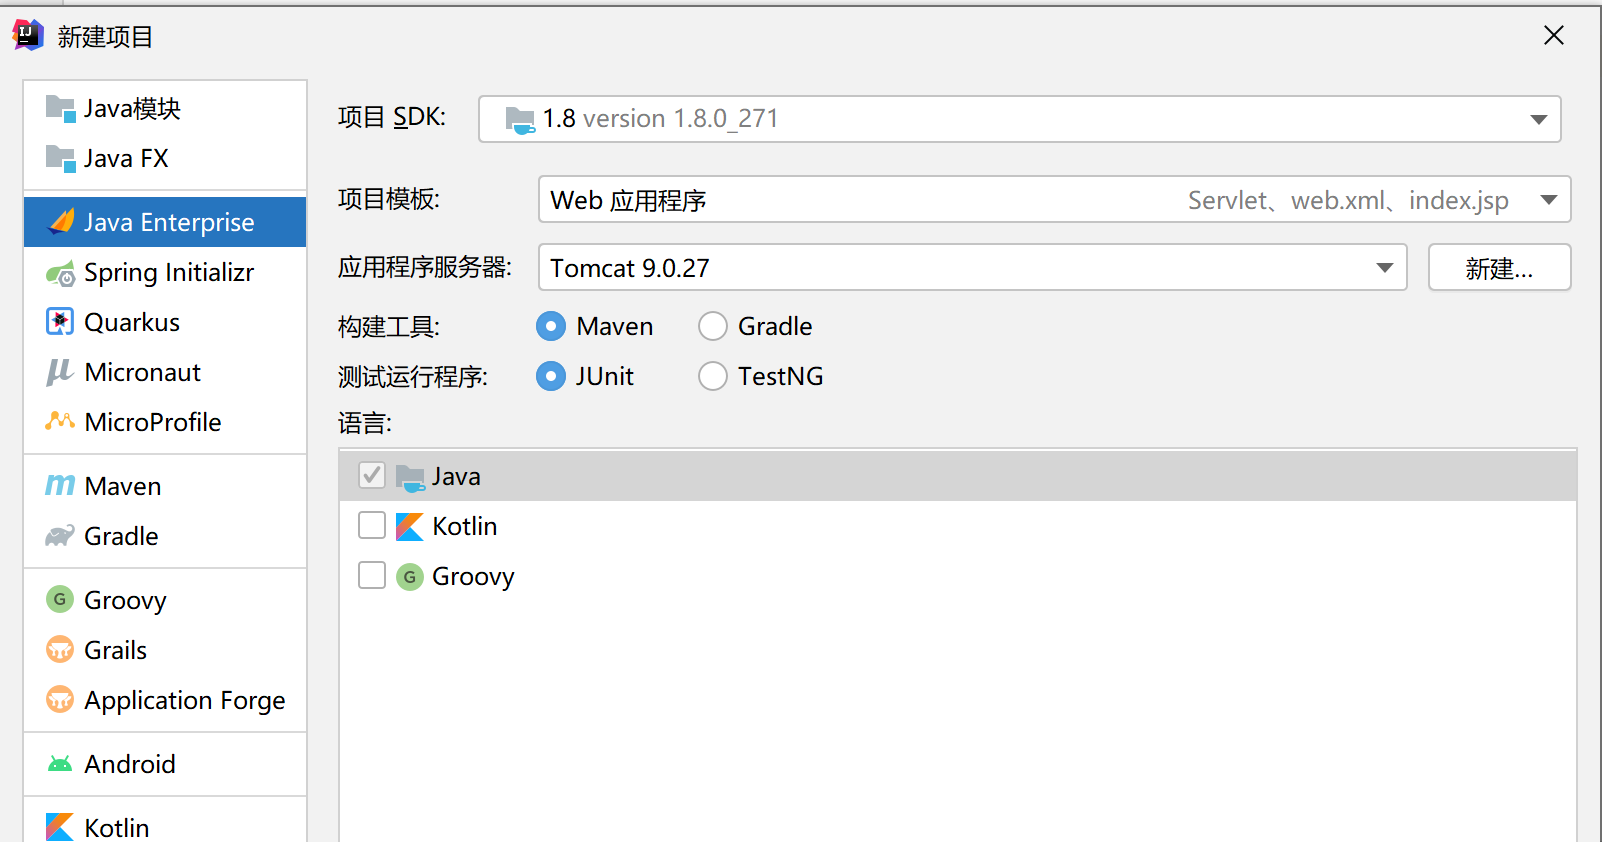 新建项目
Java模块
Java FX
Java Enterprise
Spring Initializr
Quarkus
Micronaut
MicroProfile
Maven
Gradle
Groovy
Grails
Application Forge
Android
Kotlin
项目 SDK: 1.8 version 1.8.0_271
项目模板: Web 应用程序 Servlet、web.xml、index.jsp
应用程序服务器: Tomcat 9.0.27 新建...
构建工具: Maven Gradle
测试运行程序: JUnit TestNG
语言:
Java
Kotlin
Groovy